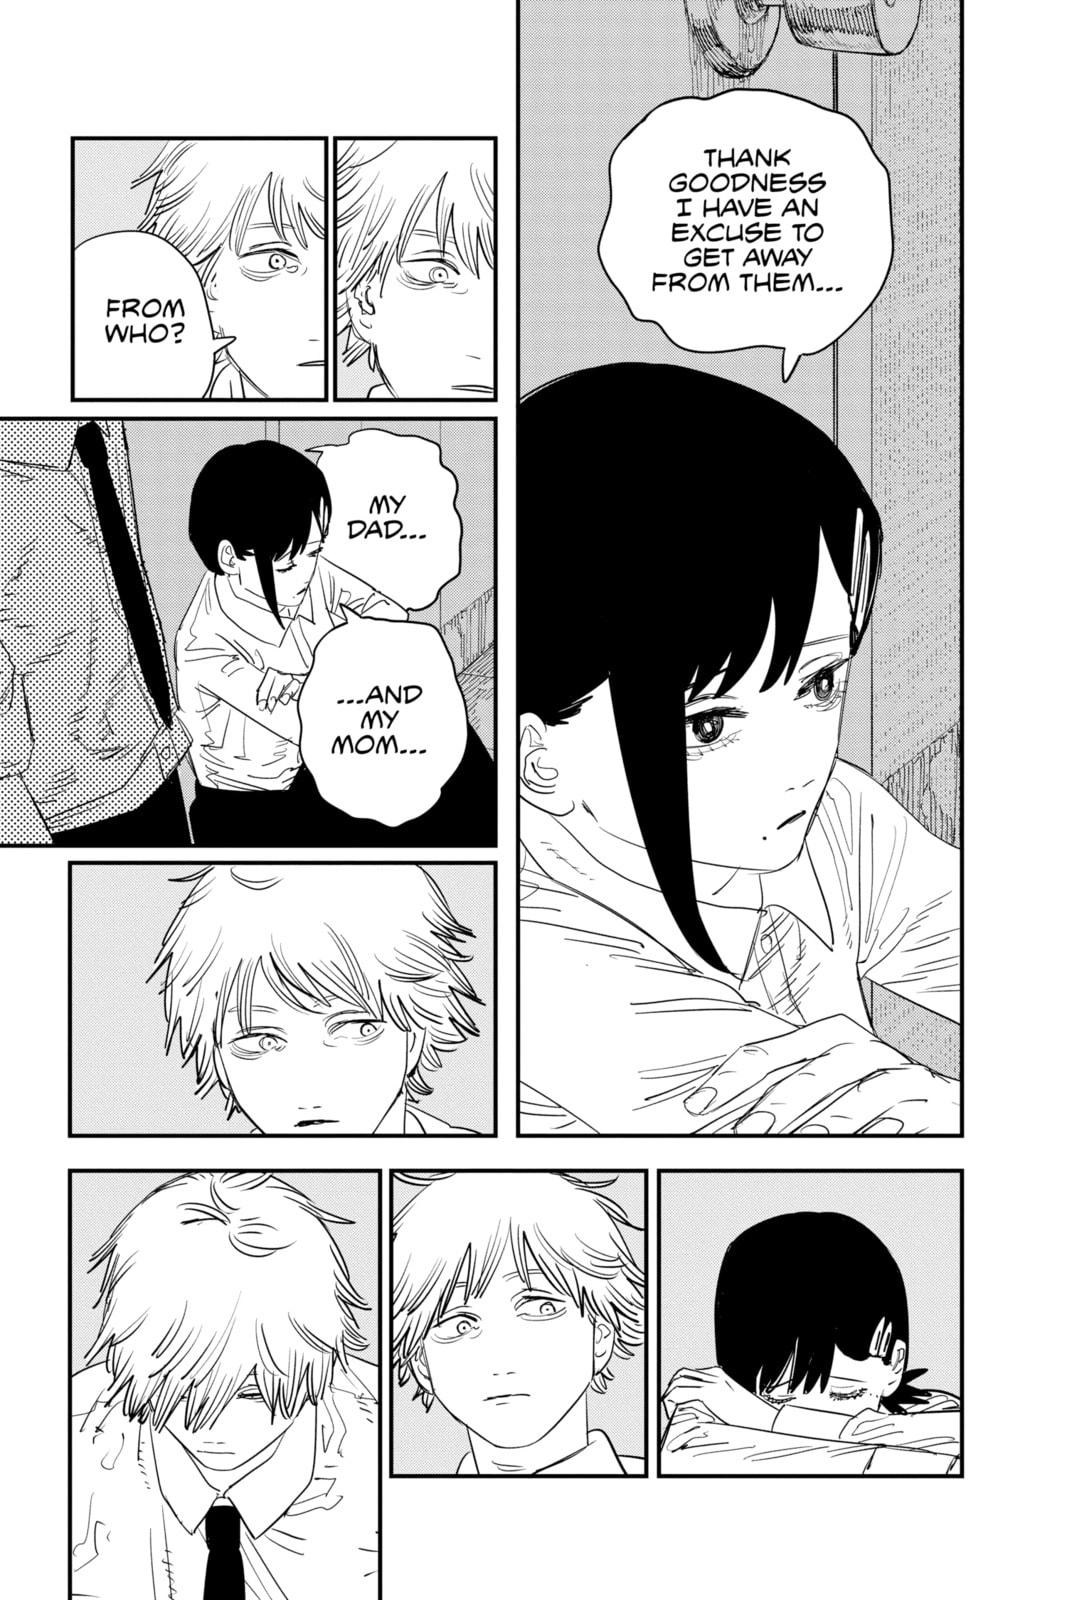 THANK
GOODNESS
I HAVE AN
EXCUSE TO
GET AWAY
FROM THEM...
FROM
WHO?
MY
DAD...
...AND
MY
MOM...